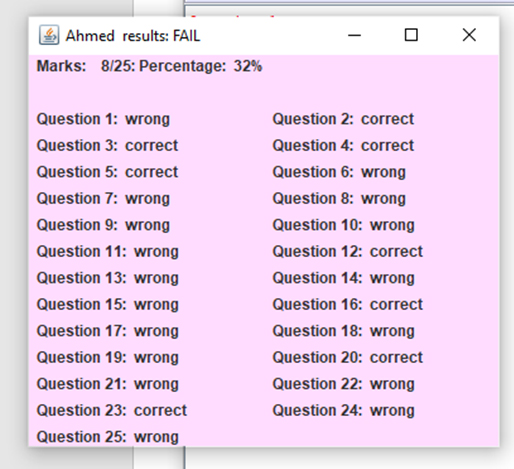 Ahmed results: FAIL
Marks: 8/25: Percentage: 32%
Question 1: wrong Question 2: correct
Question 3: correct Question 4: correct
Question 5: correct Question 6: wrong
Question 7: wrong Question 8: wrong
Question 9: wrong Question 10: wrong
Question 11: wrong Question 12: correct
Question 13: wrong Question 14: wrong
Question 15: wrong Question 16: correct
Question 17: wrong Question 18: wrong
Question 19: wrong Question 20: correct
Question 21: wrong Question 22: wrong
Question 23: correct Question 24: wrong
Question 25: wrong